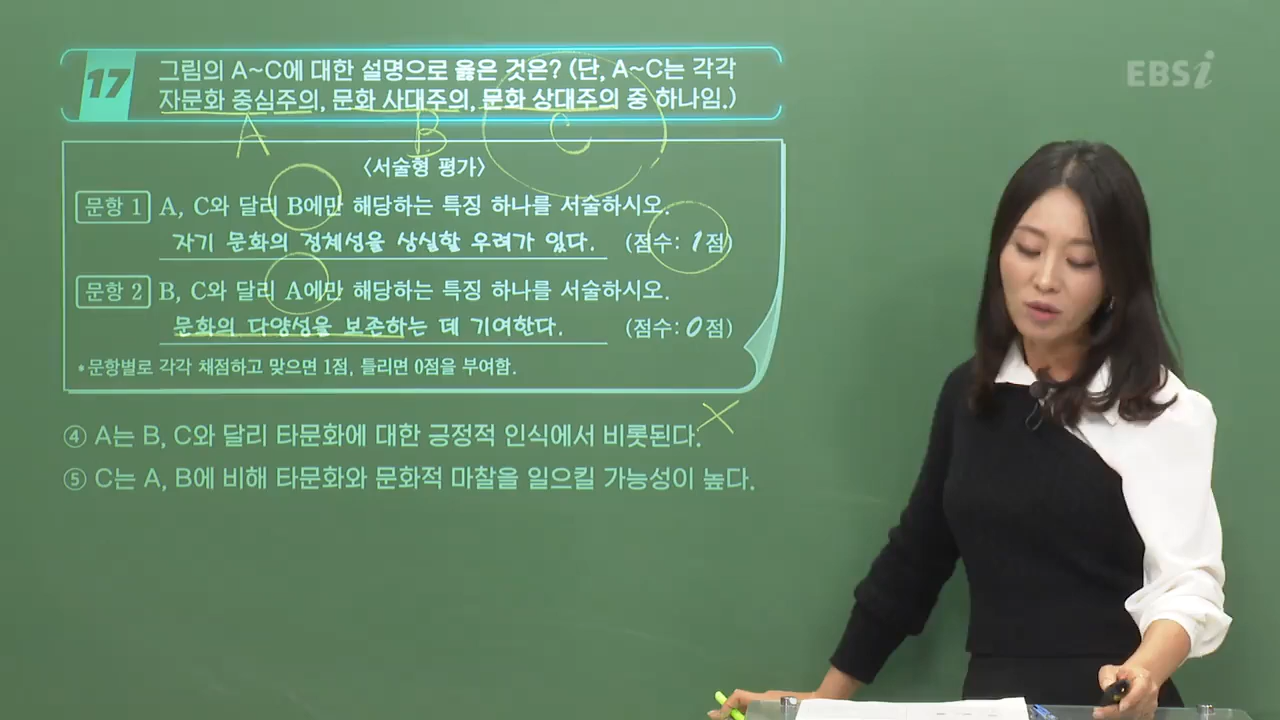 EBSi
17
그림의 A~C에 대한 설명으로 옳은 것은? (단, A~C는 각각
자문화 중심주의, 문화 사대주의, 문화 상대주의 중 하나임.)
A B C
<서술형 평가>
문항 1 A, C와 달리 B에만 해당하는 특징 하나를 서술하시오.
자기 문화의 정체성을 상실할 우려가 있다. (점수: 1점)
문항 2 B, C와 달리 A에만 해당하는 특징 하나를 서술하시오.
문화의 다양성을 보존하는 데 기여한다. (점수: 0점)
*문항별로 각각 채점하고 맞으면 1점, 틀리면 0점을 부여함.
④ A는 B, C와 달리 타문화에 대한 긍정적 인식에서 비롯된다.
⑤ C는 A, B에 비해 타문화와 문화적 마찰을 일으킬 가능성이 높다.